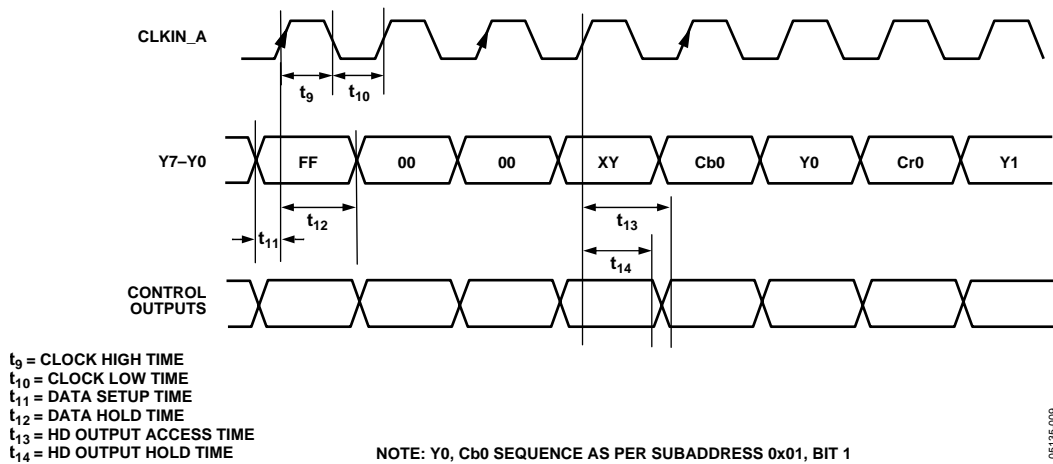 CLKIN_A
t9
t10
Y7–Y0
FF
00
00
XY
Cb0
Y0
Cr0
Y1
t12
t11
t13
t14
CONTROL
OUTPUTS
t9 = CLOCK HIGH TIME
t10 = CLOCK LOW TIME
t11 = DATA SETUP TIME
t12 = DATA HOLD TIME
t13 = HD OUTPUT ACCESS TIME
t14 = HD OUTPUT HOLD TIME
NOTE: Y0, Cb0 SEQUENCE AS PER SUBADDRESS 0x01, BIT 1
05135-009